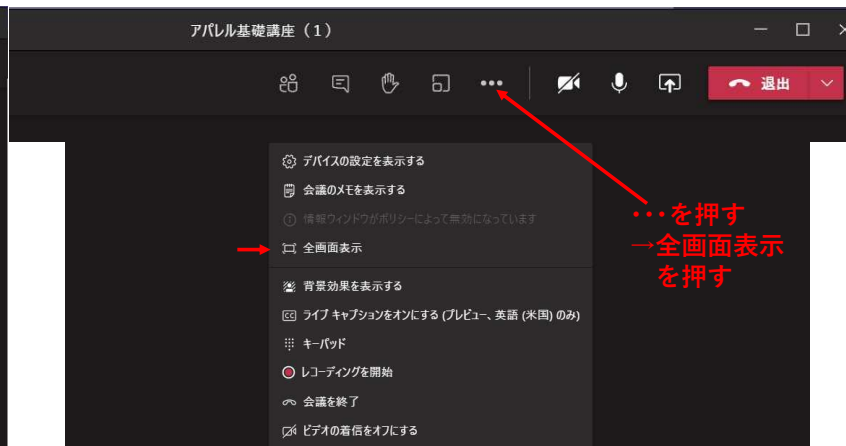 アパレル基礎講座（1）
退出
デバイスの設定を表示する
会議のメモを表示する
情報ウィンドウがポリシーによって無効になっています
全画面表示
背景効果を表示する
CC ライブ キャプションをオンにする (プレビュー、英語 (米国) のみ)
キーパッド
レコーディングを開始
会議を終了
ビデオの着信をオフにする
・・・を押す
→全画面表示
を押す